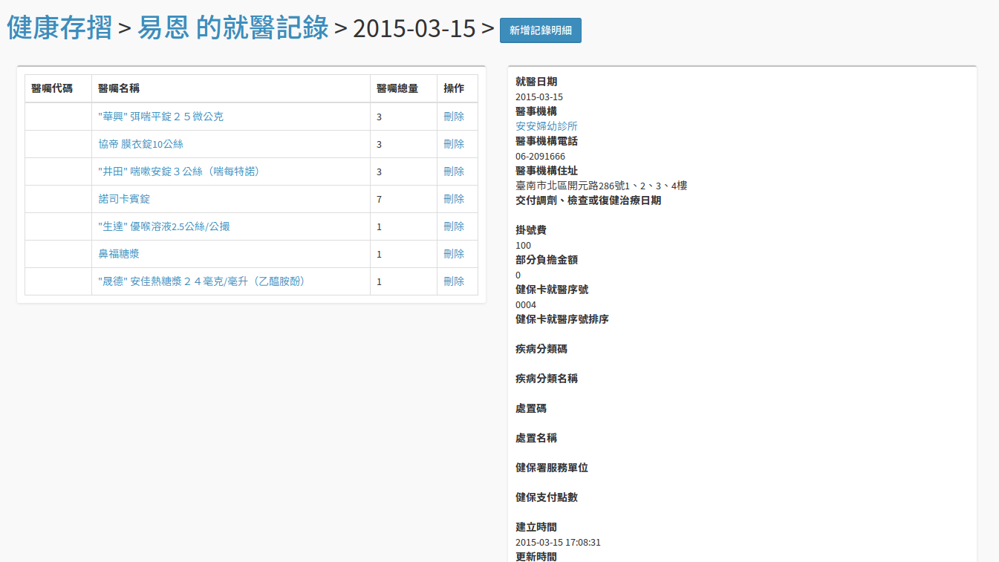 健康存摺 > 易恩 的就醫記錄 > 2015-03-15 > 新增記錄明細
醫囑代碼 醫囑名稱 醫囑總量 操作
"華興" 弭喘平錠２５微公克 3 刪除
協帝 膜衣錠10公絲 3 刪除
"井田" 喘嗽安錠３公絲（喘每特諾） 3 刪除
諾司卡賓錠 7 刪除
"生達" 優喉溶液2.5公絲/公撮 1 刪除
鼻福糖漿 1 刪除
"晟德" 安佳熱糖漿２４毫克/毫升（乙醯胺酚） 1 刪除
就醫日期
2015-03-15
醫事機構
安安婦幼診所
醫事機構電話
06-2091666
醫事機構住址
臺南市北區開元路286號1、2、3、4樓
交付調劑、檢查或復健治療日期
掛號費
100
部分負擔金額
0
健保卡就醫序號
0004
健保卡就醫序號排序
疾病分類碼
疾病分類名稱
處置碼
處置名稱
健保署服務單位
健保支付點數
建立時間
2015-03-15 17:08:31
更新時間